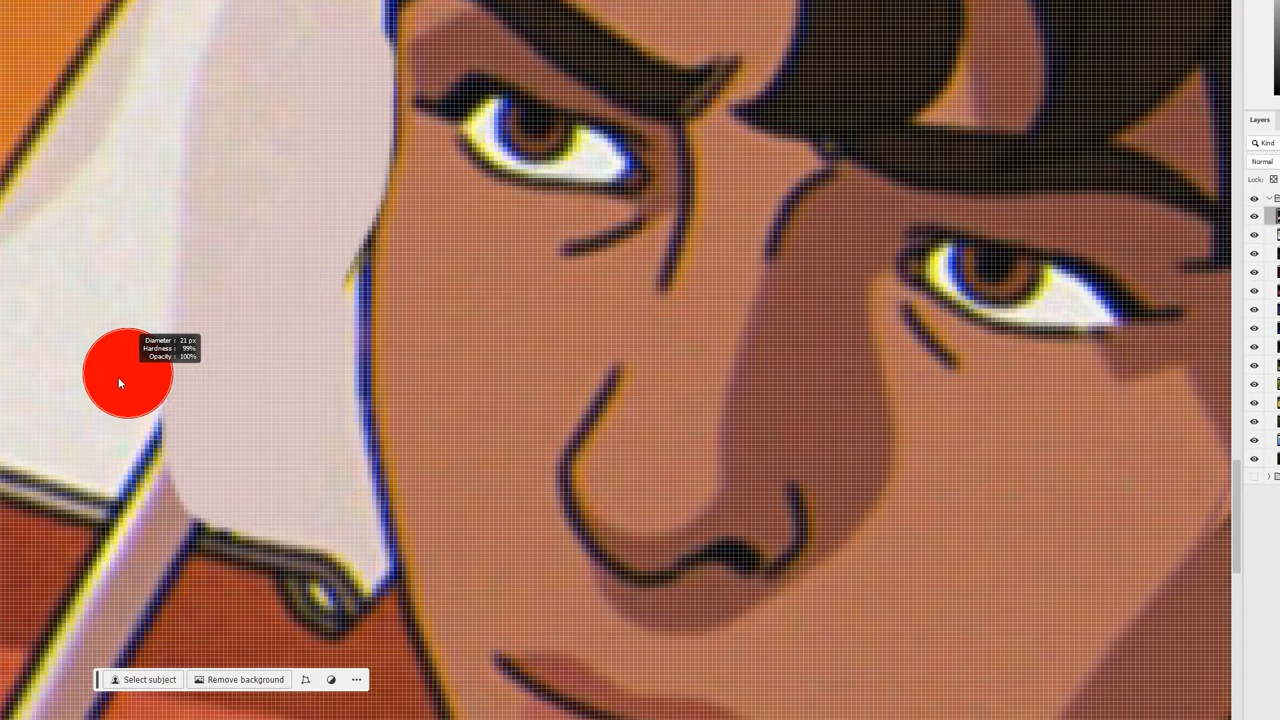 Layers
Kind
Normal
Lock:
Diameter : 21 px
Hardness : 99%
Opacity : 100%
Select subject
Remove background